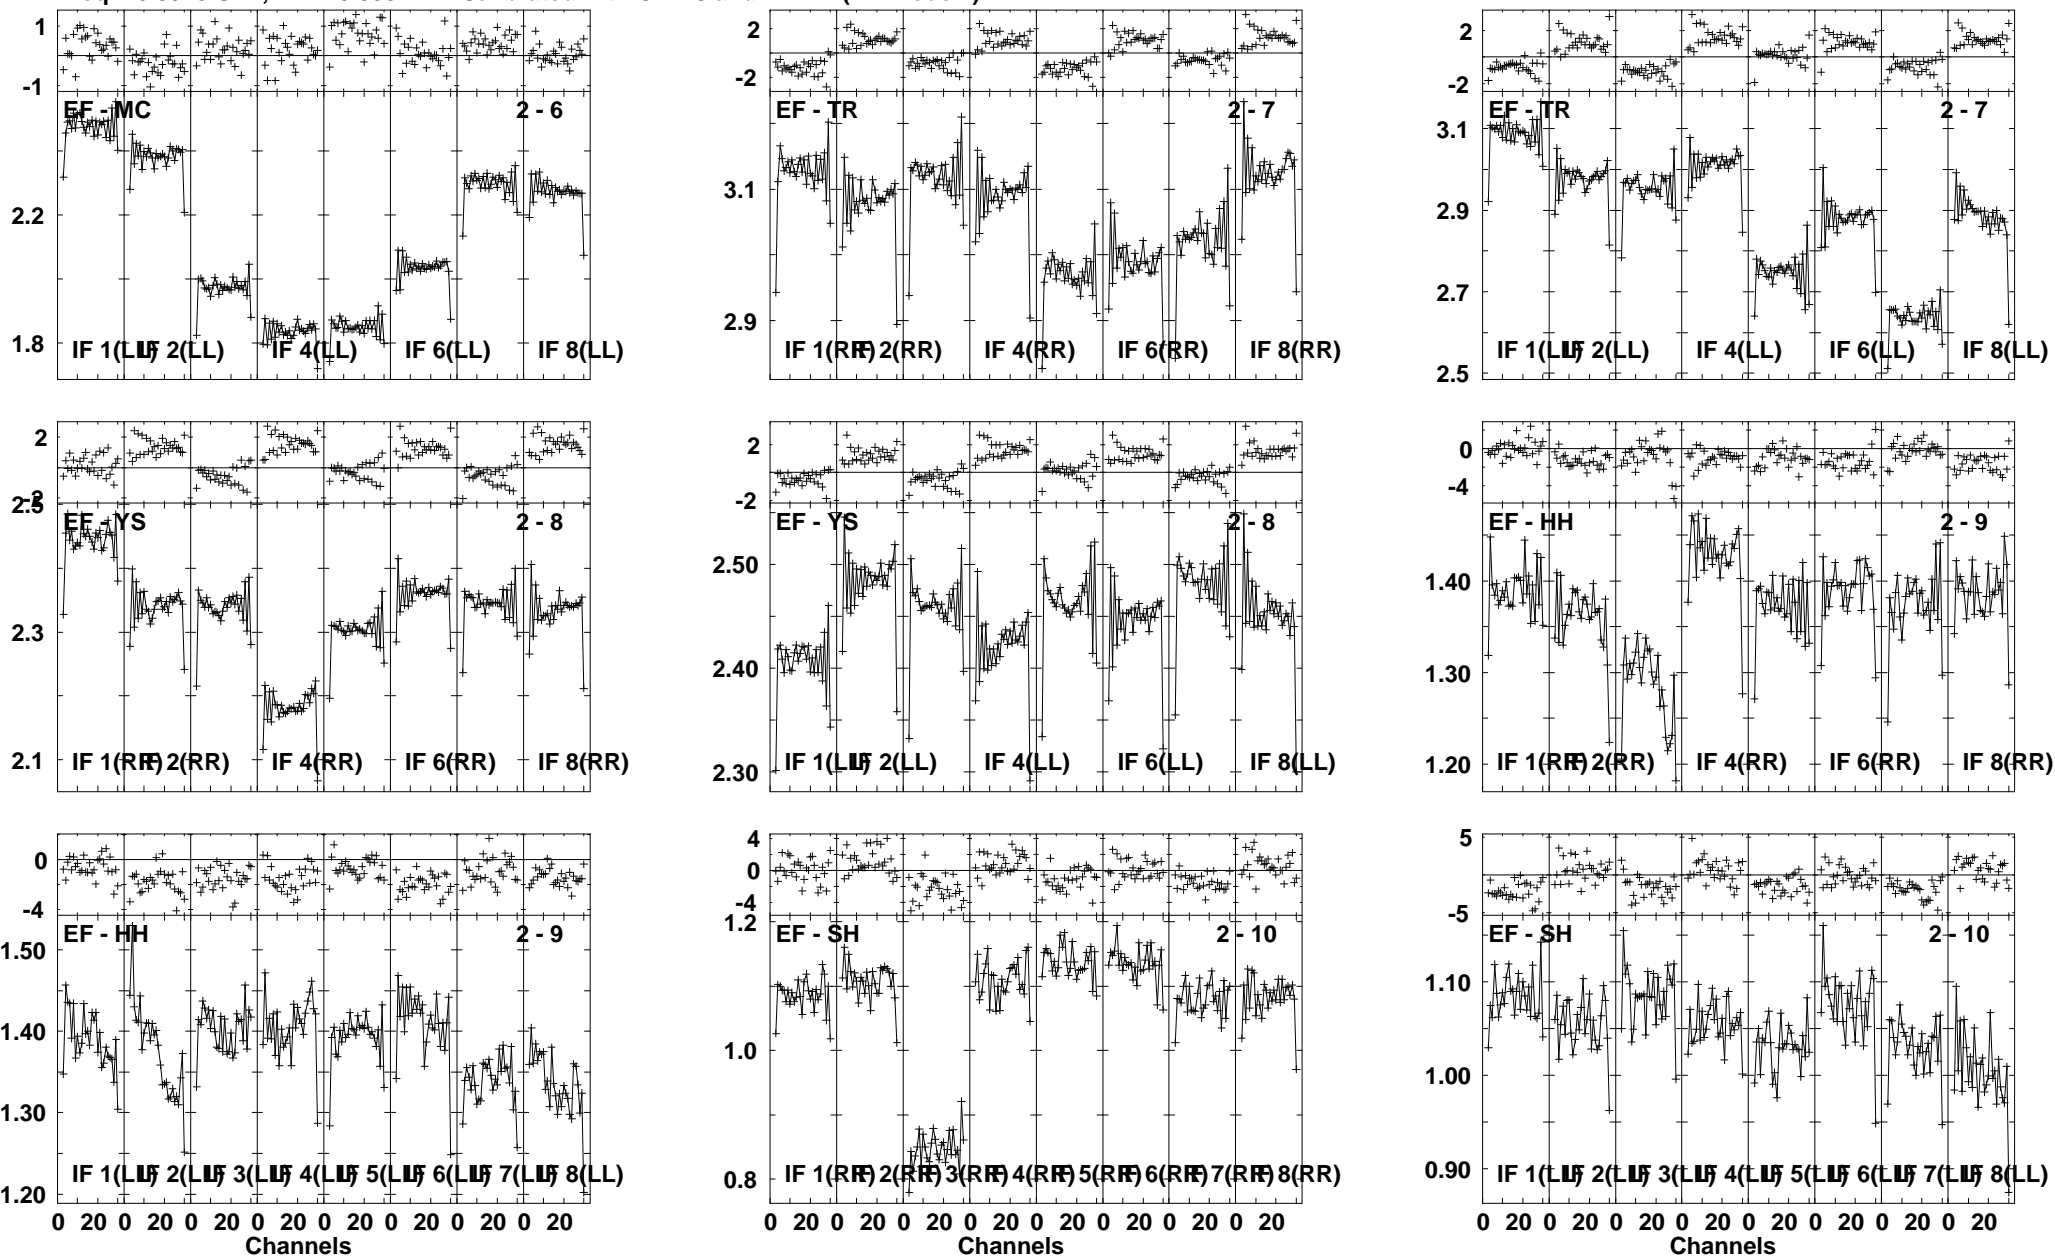 1
-1
EF - MC 2 - 6
2.2
1.8
IF 1(LL) IF 2(LL) IF 4(LL) IF 6(LL) IF 8(LL)
2
-2
EF - TR 2 - 7
3.1
2.9
IF 1(RR) IF 2(RR) IF 4(RR) IF 6(RR) IF 8(RR)
2
-2
EF - TR 2 - 7
3.1
2.9
2.7
2.5
IF 1(LL) IF 2(LL) IF 4(LL) IF 6(LL) IF 8(LL)
2
-2
2.5
EF - YS 2 - 8
2.3
2.1
IF 1(RR) IF 2(RR) IF 4(RR) IF 6(RR) IF 8(RR)
2
-2
EF - YS 2 - 8
2.50
2.40
2.30
IF 1(LL) IF 2(LL) IF 4(LL) IF 6(LL) IF 8(LL)
0
-4
EF - HH 2 - 9
1.40
1.30
1.20
IF 1(RR) IF 2(RR) IF 4(RR) IF 6(RR) IF 8(RR)
0
-4
EF - HH 2 - 9
1.50
1.40
1.30
1.20
IF 1(LL) IF 2(LL) IF 3(LL) IF 4(LL) IF 5(LL) IF 6(LL) IF 7(LL) IF 8(LL)
0 20 0 20 0 20 0 20 0 20 0 20 0 20 0 20
Channels
4
0
-4
1.2
EF - SH 2 - 10
1.0
0.8
IF 1(RR) IF 2(RR) IF 3(RR) IF 4(RR) IF 5(RR) IF 6(RR) IF 7(RR) IF 8(RR)
0 20 0 20 0 20 0 20 0 20 0 20 0 20 0 20
Channels
5
-5
EF - SH 2 - 10
1.10
1.00
0.90
IF 1(LL) IF 2(LL) IF 3(LL) IF 4(LL) IF 5(LL) IF 6(LL) IF 7(LL) IF 8(LL)
0 20 0 20 0 20 0 20 0 20 0 20 0 20 0 20
Channels